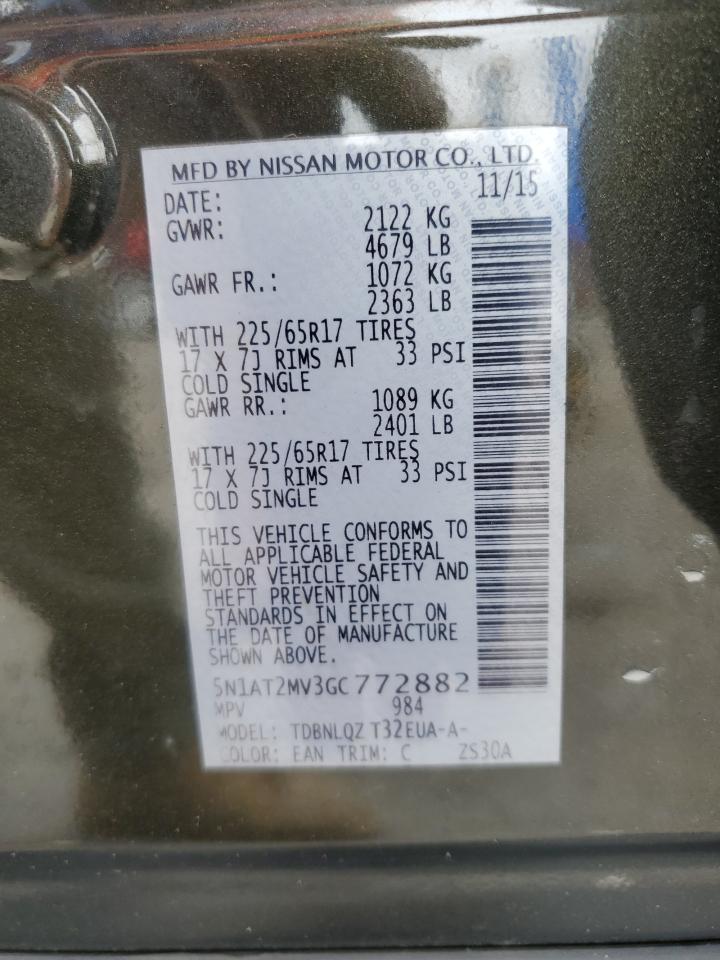 MFD BY NISSAN MOTOR CO., LTD.
DATE: 11/15
GVWR: 2122 KG
4679 LB
GAWR FR.: 1072 KG
2363 LB
WITH 225/65R17 TIRES
17 X 7J RIMS AT 33 PSI
COLD SINGLE
GAWR RR.: 1089 KG
2401 LB
WITH 225/65R17 TIRES
17 X 7J RIMS AT 33 PSI
COLD SINGLE
THIS VEHICLE CONFORMS TO
ALL APPLICABLE FEDERAL
MOTOR VEHICLE SAFETY AND
THEFT PREVENTION
STANDARDS IN EFFECT ON
THE DATE OF MANUFACTURE
SHOWN ABOVE.
5N1AT2MV3GC772882
MPV 984
MODEL: TDBNLQZ T32EUA-A-
COLOR: EAN TRIM: C ZS30A